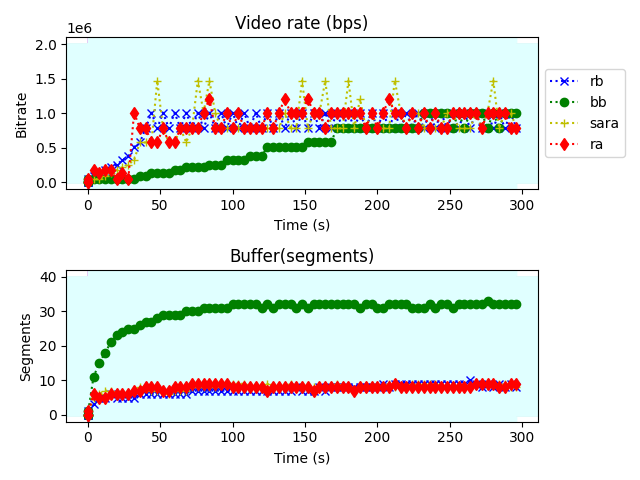 Video rate (bps)
1e6
2.0
1.5
1.0
0.5
0.0
Bitrate
0 50 100 150 200 250 300
Time (s)
rb
bb
sara
ra
Buffer(segments)
40
30
20
10
0
Segments
0 50 100 150 200 250 300
Time (s)